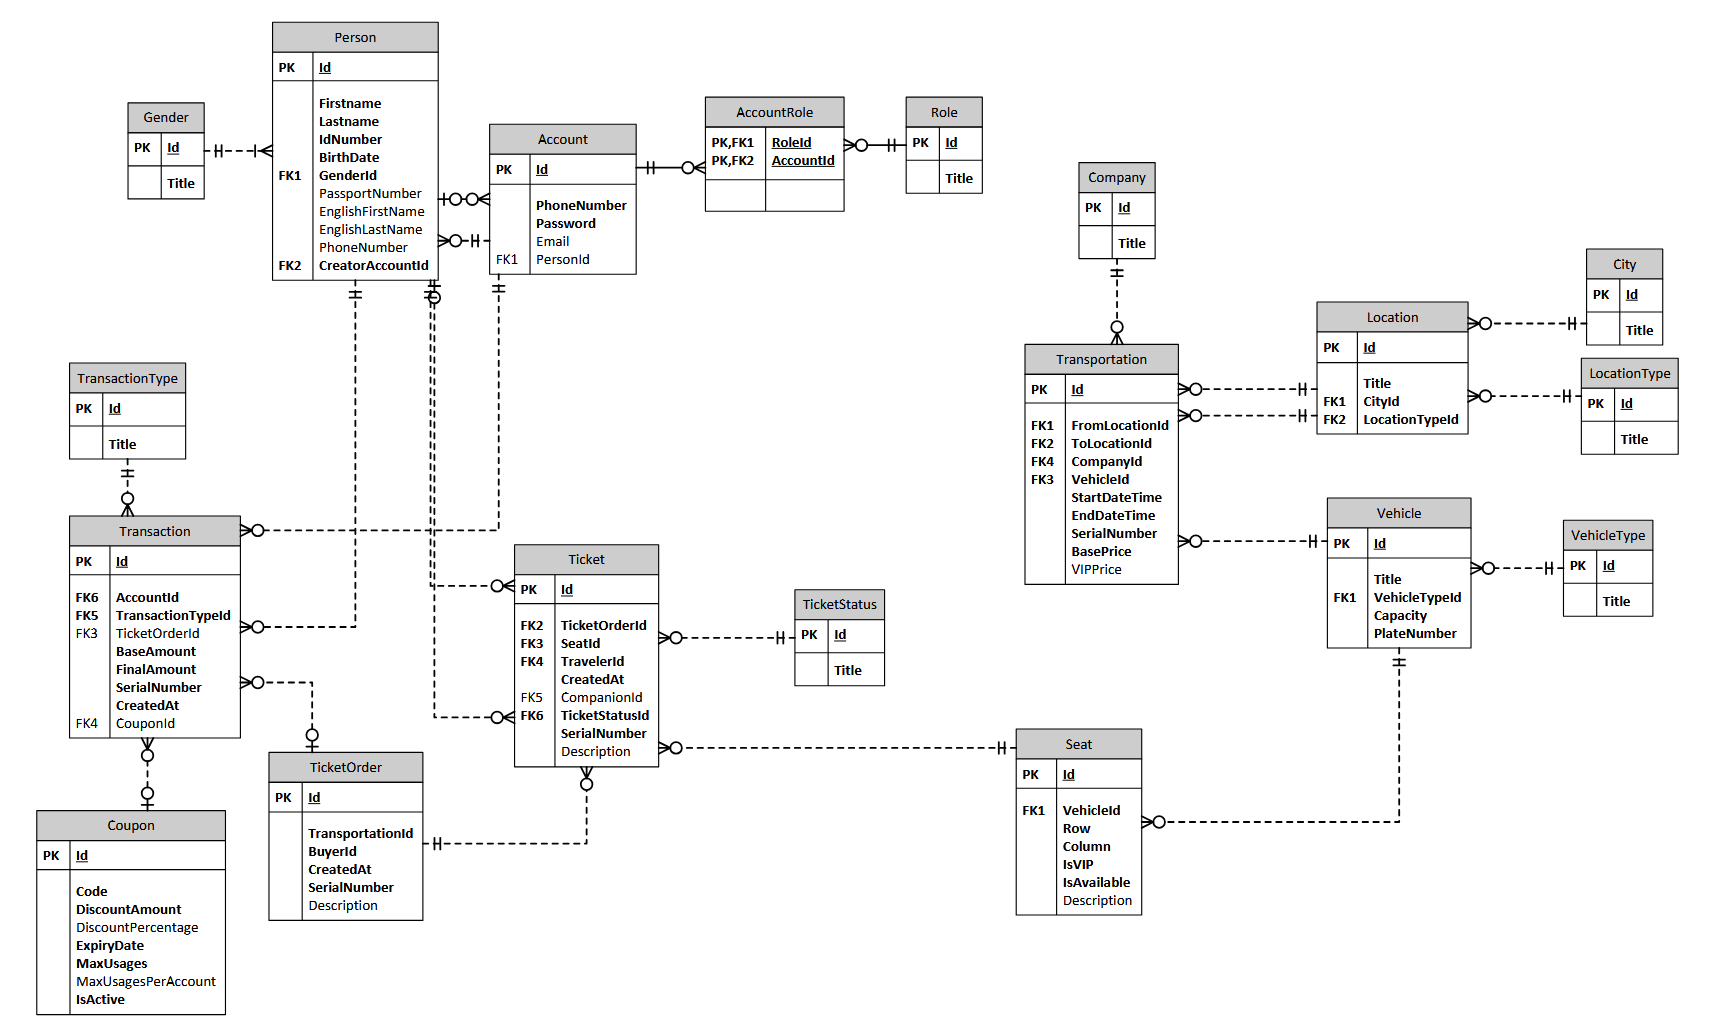 Person
PK Id
Firstname
Lastname
IdNumber
BirthDate
FK1 GenderId
PassportNumber
EnglishFirstName
EnglishLastName
PhoneNumber
FK2 CreatorAccountId
Gender
PK Id
Title
Account
PK Id
PhoneNumber
Password
Email
FK1 PersonId
AccountRole
PK,FK1 RoleId
PK,FK2 AccountId
Role
PK Id
Title
Company
PK Id
Title
City
PK Id
Title
Location
PK Id
Title
FK1 CityId
FK2 LocationTypeId
LocationType
PK Id
Title
Transportation
PK Id
FK1 FromLocationId
FK2 ToLocationId
FK4 CompanyId
FK3 VehicleId
StartDateTime
EndDateTime
SerialNumber
BasePrice
VIPPrice
TransactionType
PK Id
Title
Transaction
PK Id
FK6 AccountId
FK5 TransactionTypeId
FK3 TicketOrderId
BaseAmount
FinalAmount
SerialNumber
CreatedAt
FK4 CouponId
Ticket
PK Id
FK2 TicketOrderId
FK3 SeatId
FK4 TravelerId
CreatedAt
FK5 CompanionId
FK6 TicketStatusId
SerialNumber
Description
TicketStatus
PK Id
Title
Vehicle
PK Id
Title
FK1 VehicleTypeId
Capacity
PlateNumber
VehicleType
PK Id
Title
Seat
PK Id
FK1 VehicleId
Row
Column
IsVIP
IsAvailable
Description
TicketOrder
PK Id
TransportationId
BuyerId
CreatedAt
SerialNumber
Description
Coupon
PK Id
Code
DiscountAmount
DiscountPercentage
ExpiryDate
MaxUsages
MaxUsagesPerAccount
IsActive